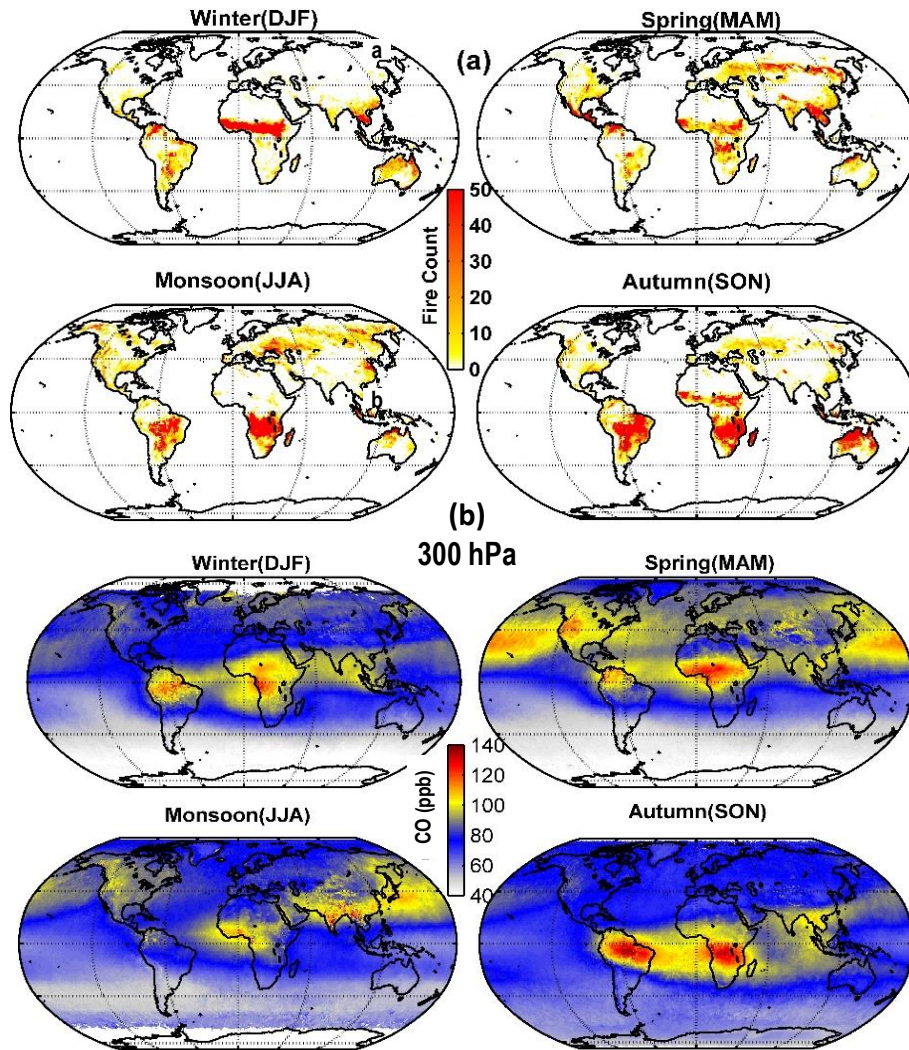 Winter(DJF)
Spring(MAM)
a
(a)
50
40
30
20
10
0
Fire Count
Monsoon(JJA)
Autumn(SON)
b
(b)
300 hPa
Winter(DJF)
Spring(MAM)
140
120
100
80
60
40
CO (ppb)
Monsoon(JJA)
Autumn(SON)